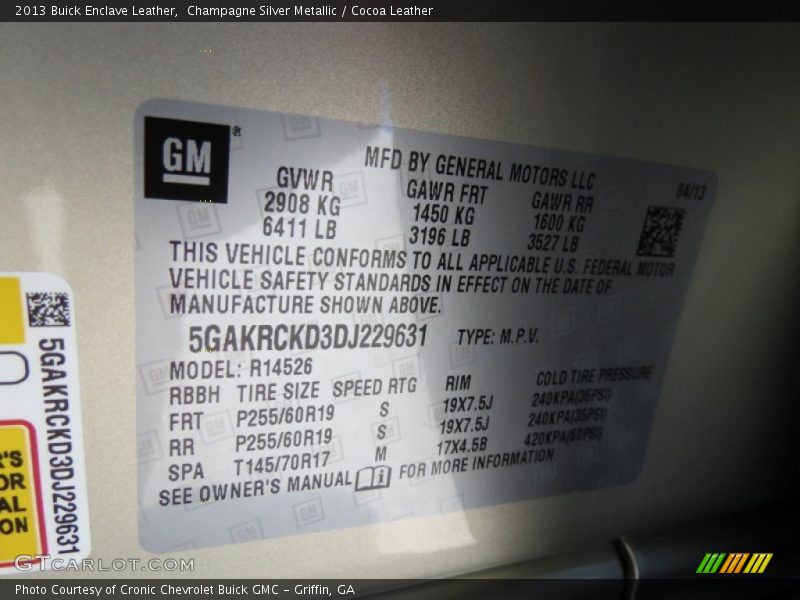 2013 Buick Enclave Leather,  Champagne Silver Metallic / Cocoa Leather
GM®
MFD BY GENERAL MOTORS LLC
04/13
GVWR GAWR FRT GAWR RR
2908 KG 1450 KG 1600 KG
6411 LB 3196 LB 3527 LB
THIS VEHICLE CONFORMS TO ALL APPLICABLE U.S. FEDERAL MOTOR
VEHICLE SAFETY STANDARDS IN EFFECT ON THE DATE OF
MANUFACTURE SHOWN ABOVE.
5GAKRCKD3DJ229631 TYPE: M.P.V.
MODEL: R14526
RBBH TIRE SIZE SPEED RTG RIM COLD TIRE PRESSURE
FRT P255/60R19 S 19X7.5J 240KPA(35PSI)
RR P255/60R19 S 19X7.5J 240KPA(35PSI)
SPA T145/70R17 M 17X4.5B 420KPA(60PSI)
SEE OWNER'S MANUAL FOR MORE INFORMATION.
5GAKRCKD3DJ229631
R'S
OR
AL
ON
GTCARLOT.COM
Photo Courtesy of Cronic Chevrolet Buick GMC – Griffin, GA